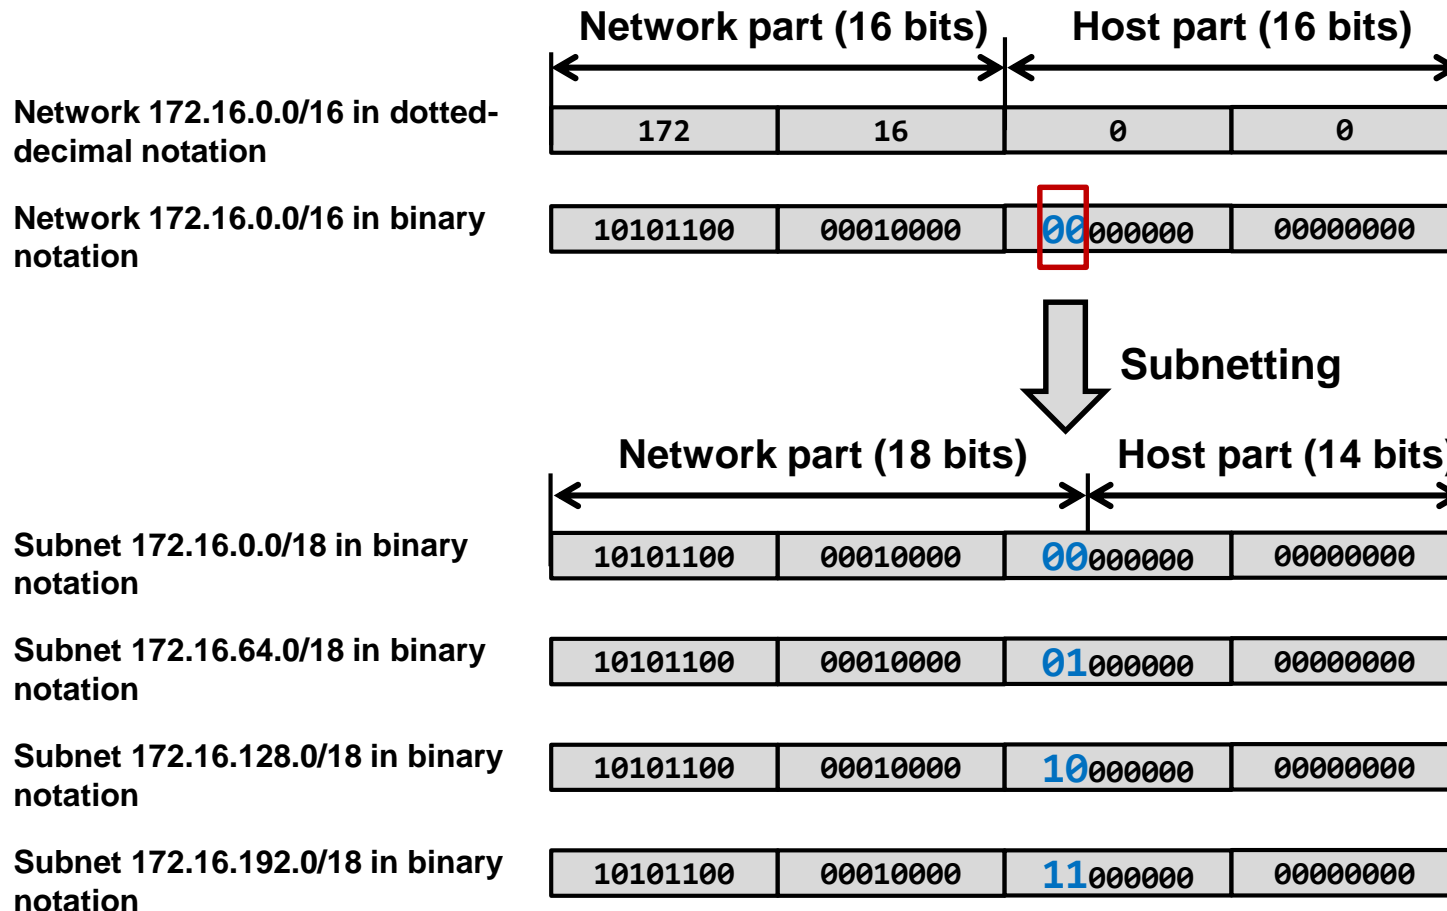 Network part (16 bits) Host part (16 bits)
Network 172.16.0.0/16 in dotted-
decimal notation
172 16 0 0
Network 172.16.0.0/16 in binary
notation
10101100 00010000 00000000 00000000
Subnetting
Network part (18 bits) Host part (14 bits)
Subnet 172.16.0.0/18 in binary
notation
10101100 00010000 00000000 00000000
Subnet 172.16.64.0/18 in binary
notation
10101100 00010000 01000000 00000000
Subnet 172.16.128.0/18 in binary
notation
10101100 00010000 10000000 00000000
Subnet 172.16.192.0/18 in binary
notation
10101100 00010000 11000000 00000000